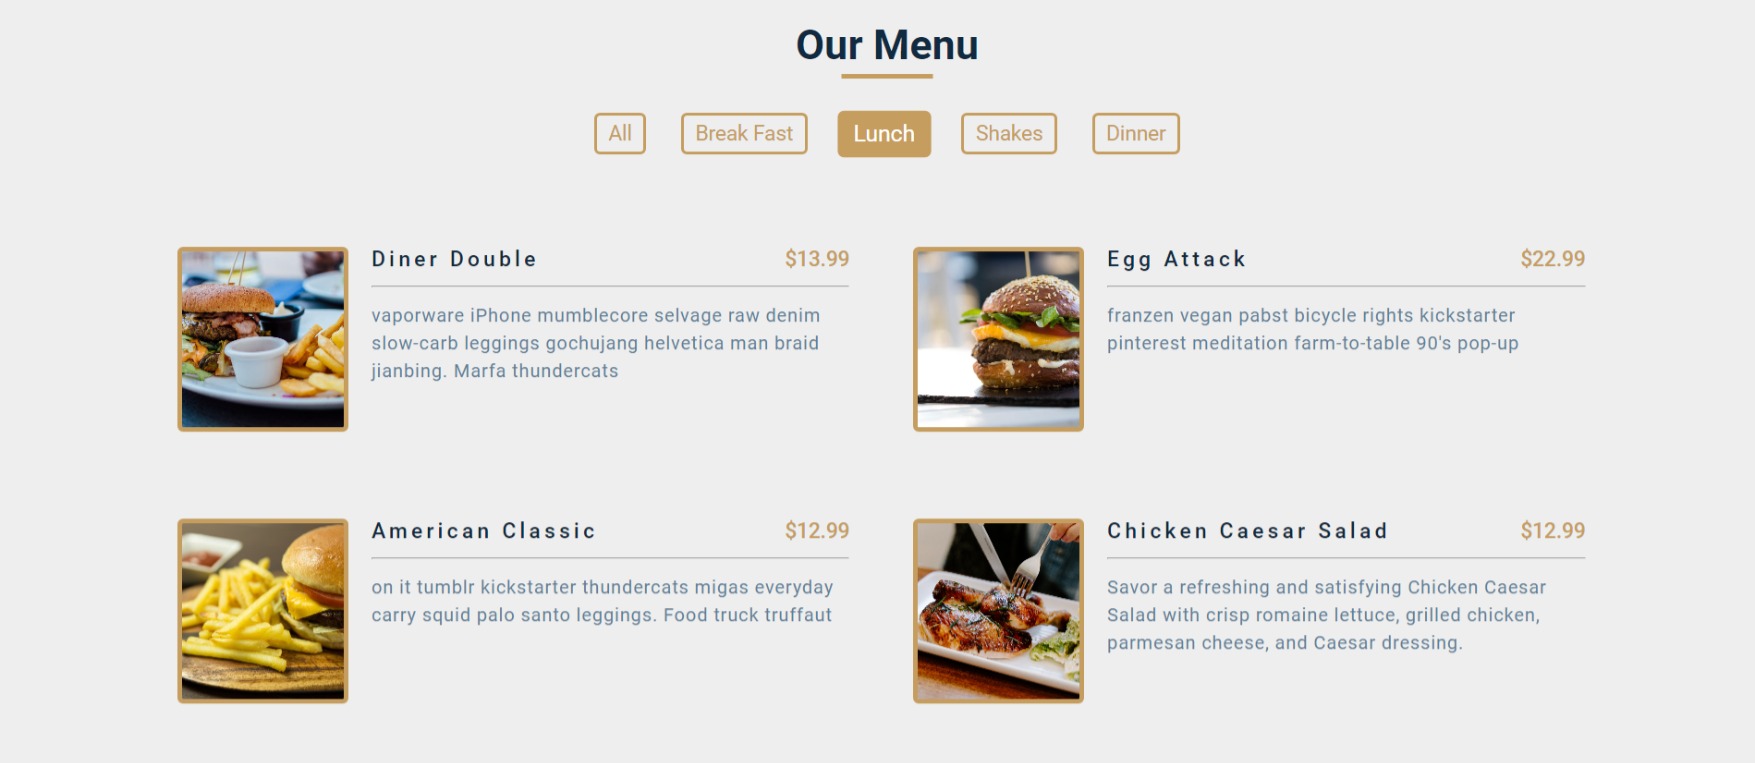 Our Menu
All
Break Fast
Lunch
Shakes
Dinner
Diner Double
$13.99
vaporware iPhone mumblecore selvage raw denim
slow-carb leggings gochujang helvetica man braid
jianbing. Marfa thundercats
Egg Attack
$22.99
franzen vegan pabst bicycle rights kickstarter
pinterest meditation farm-to-table 90's pop-up
American Classic
$12.99
on it tumblr kickstarter thundercats migas everyday
carry squid palo santo leggings. Food truck truffaut
Chicken Caesar Salad
$12.99
Savor a refreshing and satisfying Chicken Caesar
Salad with crisp romaine lettuce, grilled chicken,
parmesan cheese, and Caesar dressing.